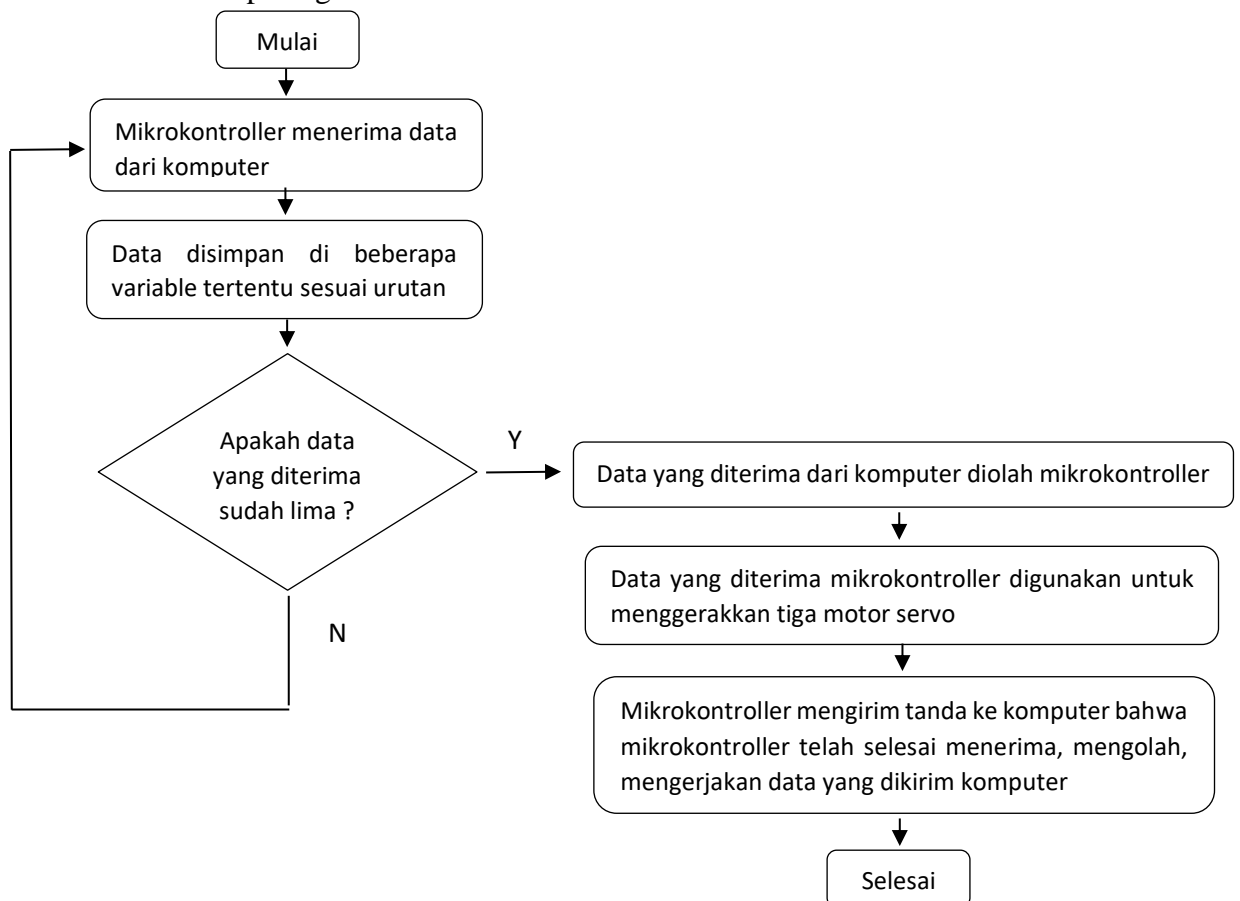 Mulai
Mikrokontroller menerima data
dari komputer
Data disimpan di beberapa
variable tertentu sesuai urutan
Apakah data
yang diterima
sudah lima ?
Y
N
Data yang diterima dari komputer diolah mikrokontroller
Data yang diterima mikrokontroller digunakan untuk
menggerakkan tiga motor servo
Mikrokontroller mengirim tanda ke komputer bahwa
mikrokontroller telah selesai menerima, mengolah,
mengerjakan data yang dikirim komputer
Selesai